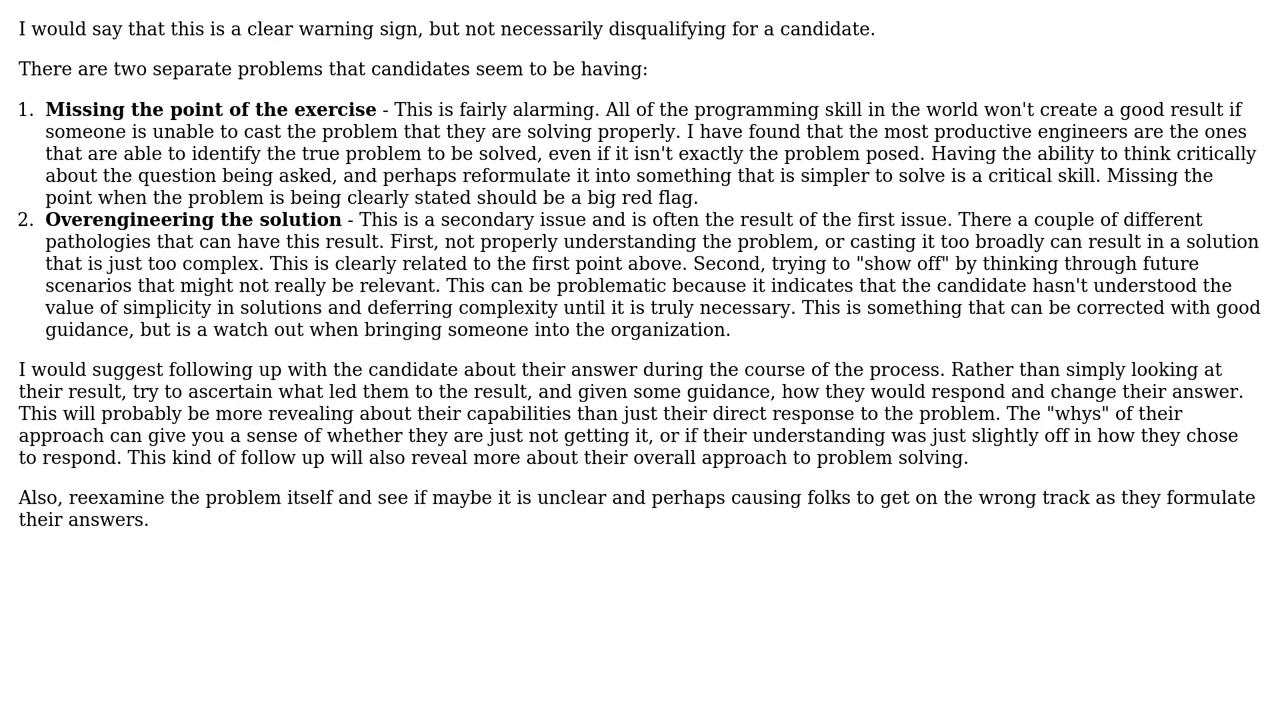 I would say that this is a clear warning sign, but not necessarily disqualifying for a candidate.
There are two separate problems that candidates seem to be having:
1. Missing the point of the exercise - This is fairly alarming. All of the programming skill in the world won't create a good result if
someone is unable to cast the problem that they are solving properly. I have found that the most productive engineers are the ones
that are able to identify the true problem to be solved, even if it isn't exactly the problem posed. Having the ability to think critically
about the question being asked, and perhaps reformulate it into something that is simpler to solve is a critical skill. Missing the
point when the problem is being clearly stated should be a big red flag.
2. Overengineering the solution - This is a secondary issue and is often the result of the first issue. There a couple of different
pathologies that can have this result. First, not properly understanding the problem, or casting it too broadly can result in a solution
that is just too complex. This is clearly related to the first point above. Second, trying to "show off" by thinking through future
scenarios that might not really be relevant. This can be problematic because it indicates that the candidate hasn't understood the
value of simplicity in solutions and deferring complexity until it is truly necessary. This is something that can be corrected with good
guidance, but is a watch out when bringing someone into the organization.
I would suggest following up with the candidate about their answer during the course of the process. Rather than simply looking at
their result, try to ascertain what led them to the result, and given some guidance, how they would respond and change their answer.
This will probably be more revealing about their capabilities than just their direct response to the problem. The "whys" of their
approach can give you a sense of whether they are just not getting it, or if their understanding was just slightly off in how they chose
to respond. This kind of follow up will also reveal more about their overall approach to problem solving.
Also, reexamine the problem itself and see if maybe it is unclear and perhaps causing folks to get on the wrong track as they formulate
their answers.